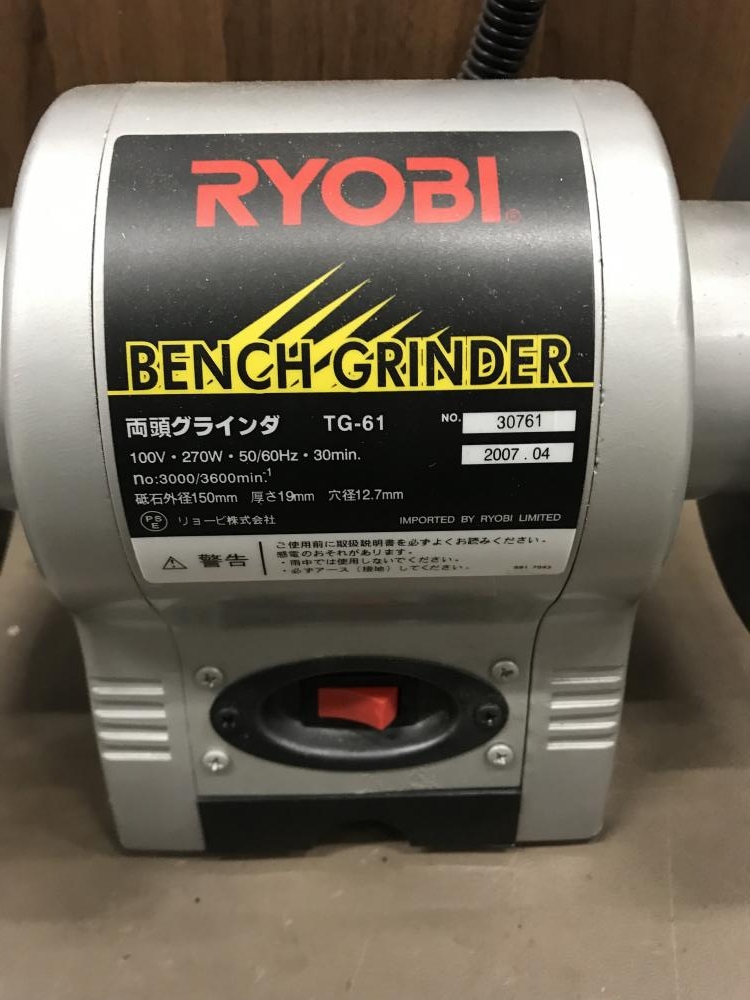 RYOBI®
BENCH GRINDER
両頭グラインダ TG-61 NO. 30761
100V・270W・50/60Hz・30min. 2007.04
no:3000/3600min.-1
砥石外径150mm 厚さ19mm 穴径12.7mm
PSE リョービ株式会社 IMPORTED BY RYOBI LIMITED
警告
ご使用前に取扱説明書を必ずよくお読みください。
感電のおそれがあります。
・雨中では使用しないでください。
・必ずアース(接地)してください。